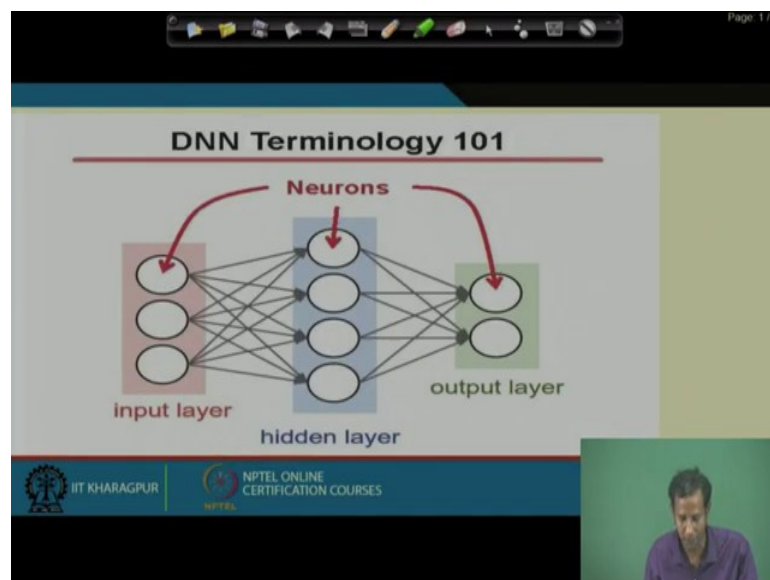 Page: 1 /
DNN Terminology 101
Neurons
input layer
hidden layer
output layer
IIT KHARAGPUR
NPTEL ONLINE
CERTIFICATION COURSES
NPTEL